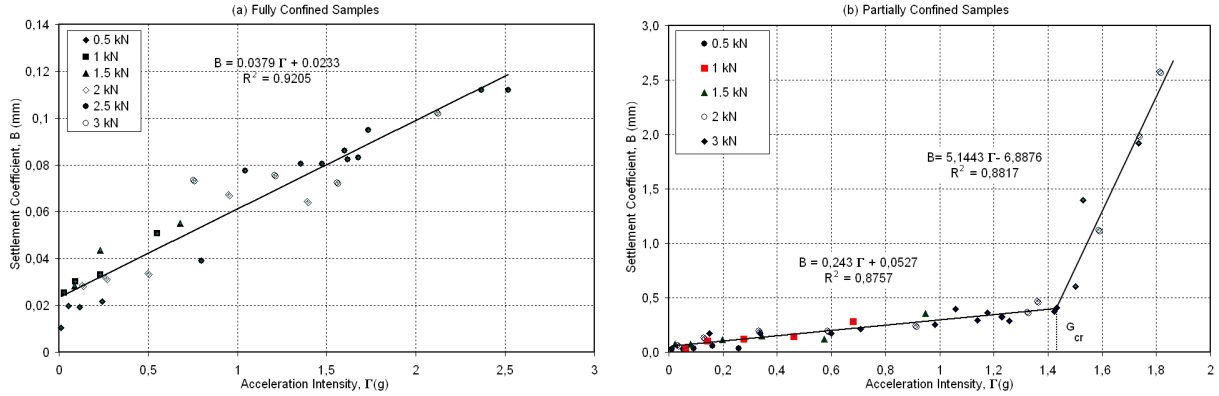 (a) Fully Confined Samples
0,14
0,12
0,1
0,08
0,06
0,04
0,02
0
Settlement Coefficient, B (mm)
0.5 kN
1 kN
1.5 kN
2 kN
2,5 kN
3 kN
B = 0.0379 Γ + 0.0233
R² = 0.9205
0
0,5
1
1,5
2
2,5
3
Acceleration Intensity, Γ(g)
(b) Partially Confined Samples
3,0
2,5
2,0
1,5
1,0
0,5
0,0
Settlement Coefficient, B (mm)
0.5 kN
1 kN
1.5 kN
2 kN
3 kN
B= 5,1443 Γ- 6,8876
R² = 0,8817
B = 0,243 Γ + 0,0527
R² = 0,8757
G cr
0
0,2
0,4
0,6
0,8
1
1,2
1,4
1,6
1,8
2
Acceleration Intensity, Γ(g)